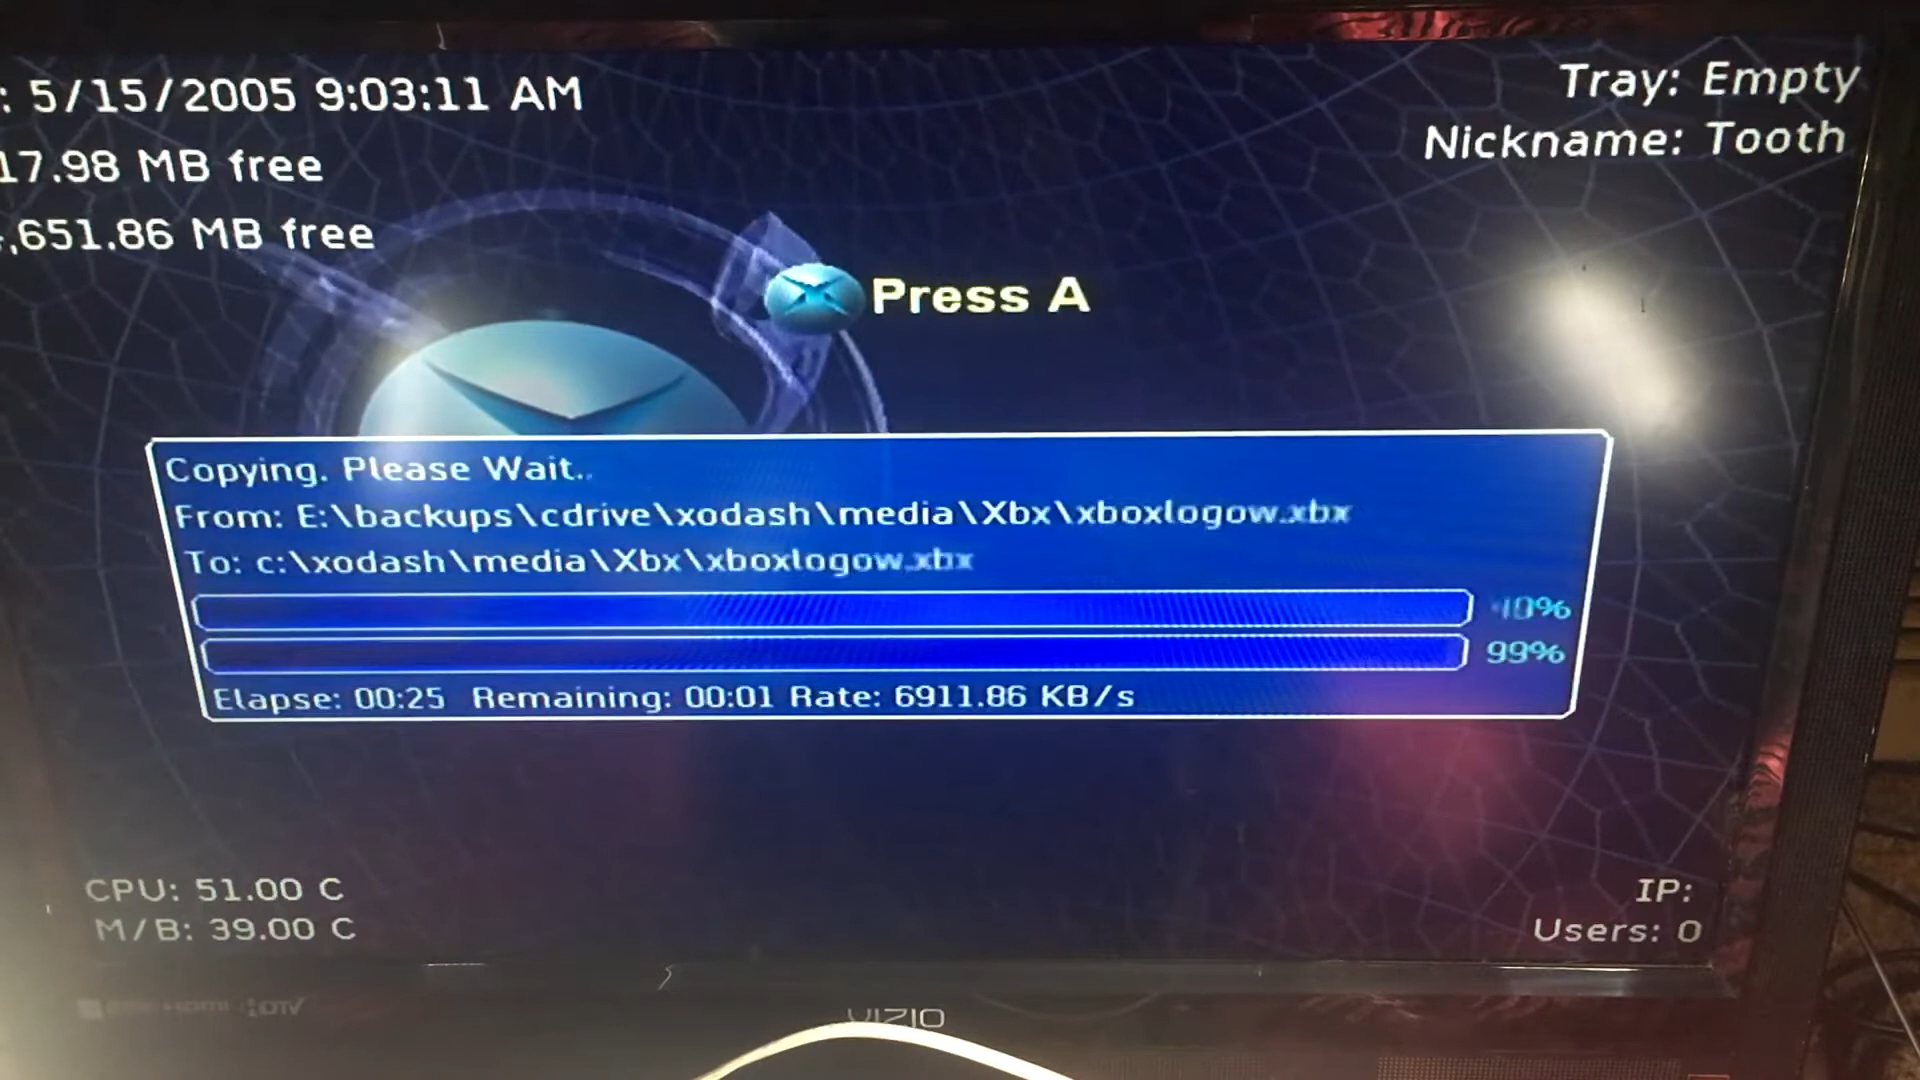 : 5/15/2005 9:03:11 AM
17.98 MB free
,651.86 MB free
Tray: Empty
Nickname: Tooth
Press A
Copying. Please Wait..
From: E:\backups\cdrive\xodash\media\Xbx\xboxlogow.xbx
To: c:\xodash\media\Xbx\xboxlogow.xbx
99%
Elapse: 00:25 Remaining: 00:01 Rate: 6911.86 KB/s
CPU: 51.00 C
M/B: 39.00 C
IP:
Users: 0
VIZIO